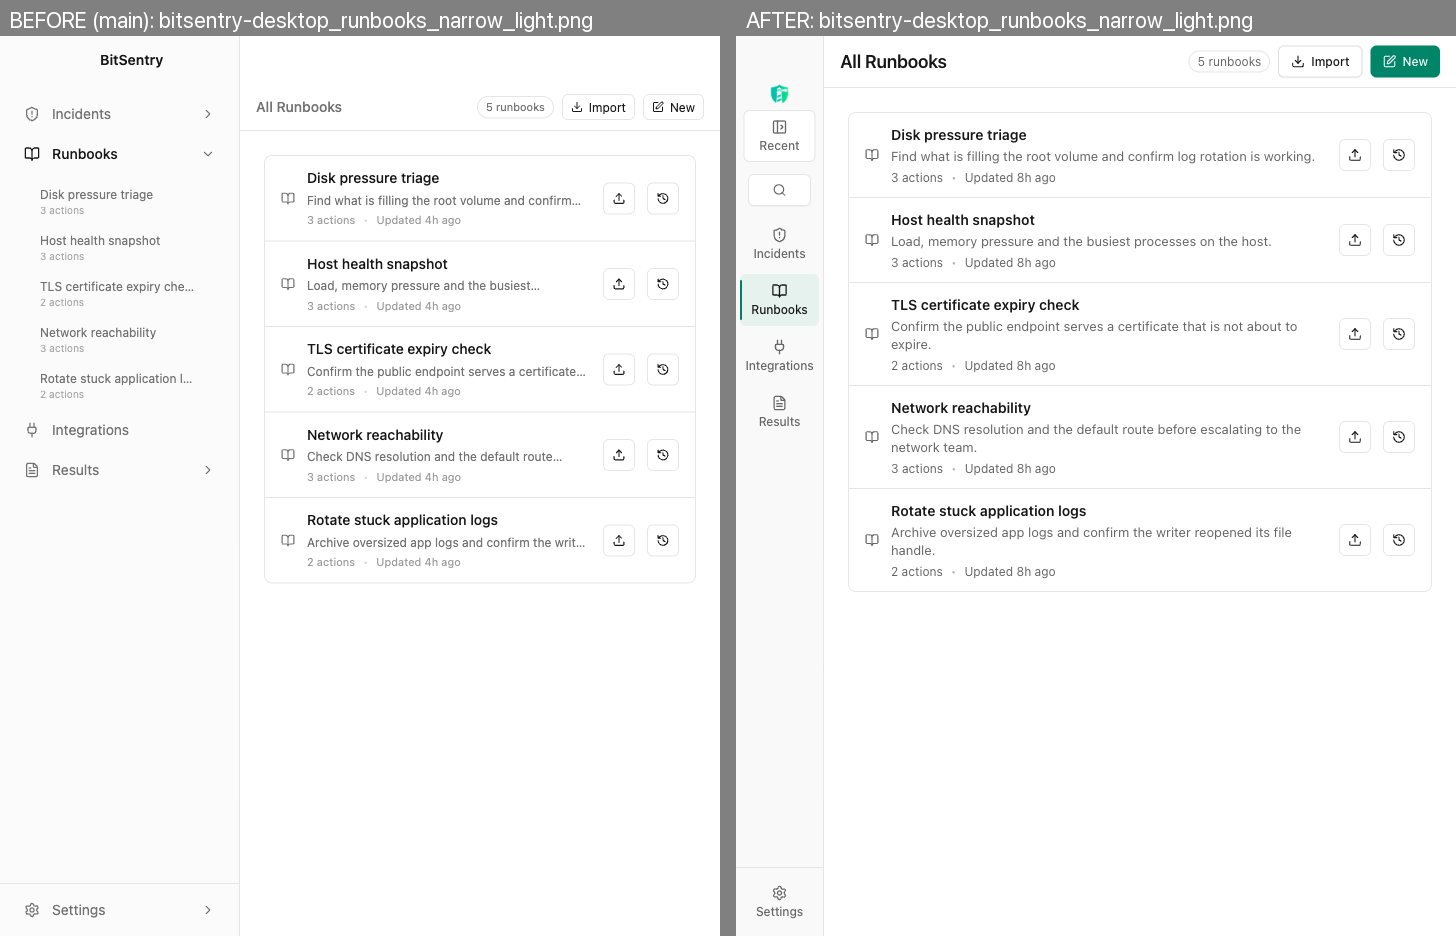 BEFORE (main): bitsentry-desktop_runbooks_narrow_light.png
BitSentry
Incidents
Runbooks
Disk pressure triage
3 actions
Host health snapshot
3 actions
TLS certificate expiry che...
2 actions
Network reachability
3 actions
Rotate stuck application l...
2 actions
Integrations
Results
Settings
All Runbooks
5 runbooks
Import
New
Disk pressure triage
Find what is filling the root volume and confirm...
3 actions • Updated 4h ago
Host health snapshot
Load, memory pressure and the busiest...
3 actions • Updated 4h ago
TLS certificate expiry check
Confirm the public endpoint serves a certificate...
2 actions • Updated 4h ago
Network reachability
Check DNS resolution and the default route...
3 actions • Updated 4h ago
Rotate stuck application logs
Archive oversized app logs and confirm the writ...
2 actions • Updated 4h ago
AFTER: bitsentry-desktop_runbooks_narrow_light.png
Recent
Incidents
Runbooks
Integrations
Results
Settings
All Runbooks
5 runbooks
Import
New
Disk pressure triage
Find what is filling the root volume and confirm log rotation is working.
3 actions • Updated 8h ago
Host health snapshot
Load, memory pressure and the busiest processes on the host.
3 actions • Updated 8h ago
TLS certificate expiry check
Confirm the public endpoint serves a certificate that is not about to
expire.
2 actions • Updated 8h ago
Network reachability
Check DNS resolution and the default route before escalating to the
network team.
3 actions • Updated 8h ago
Rotate stuck application logs
Archive oversized app logs and confirm the writer reopened its file
handle.
2 actions • Updated 8h ago